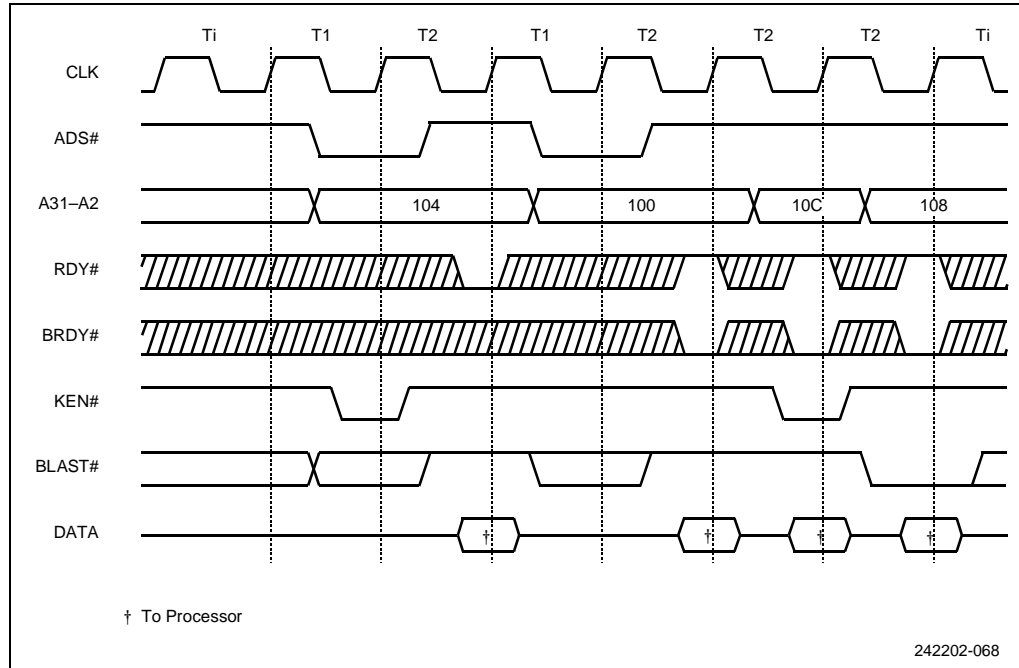 Ti T1 T2 T1 T2 T2 T2 Ti
CLK
ADS#
A31–A2 104 100 10C 108
RDY#
BRDY#
KEN#
BLAST#
DATA † † † †
† To Processor
242202-068